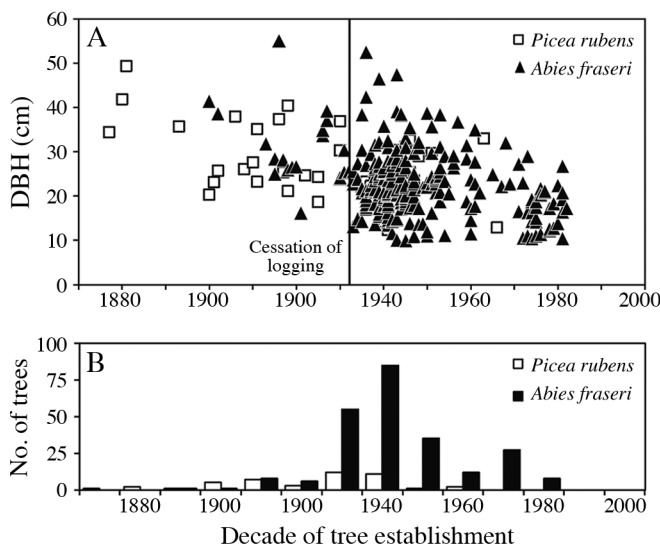 A
Picea rubens
Abies fraseri
DBH (cm)
60
50
40
30
20
10
0
Cessation of
logging
1880 1900 1900 1940 1960 1980 2000
B
Picea rubens
Abies fraseri
No. of trees
100
75
50
25
0
1880 1900 1900 1940 1960 1980 2000
Decade of tree establishment